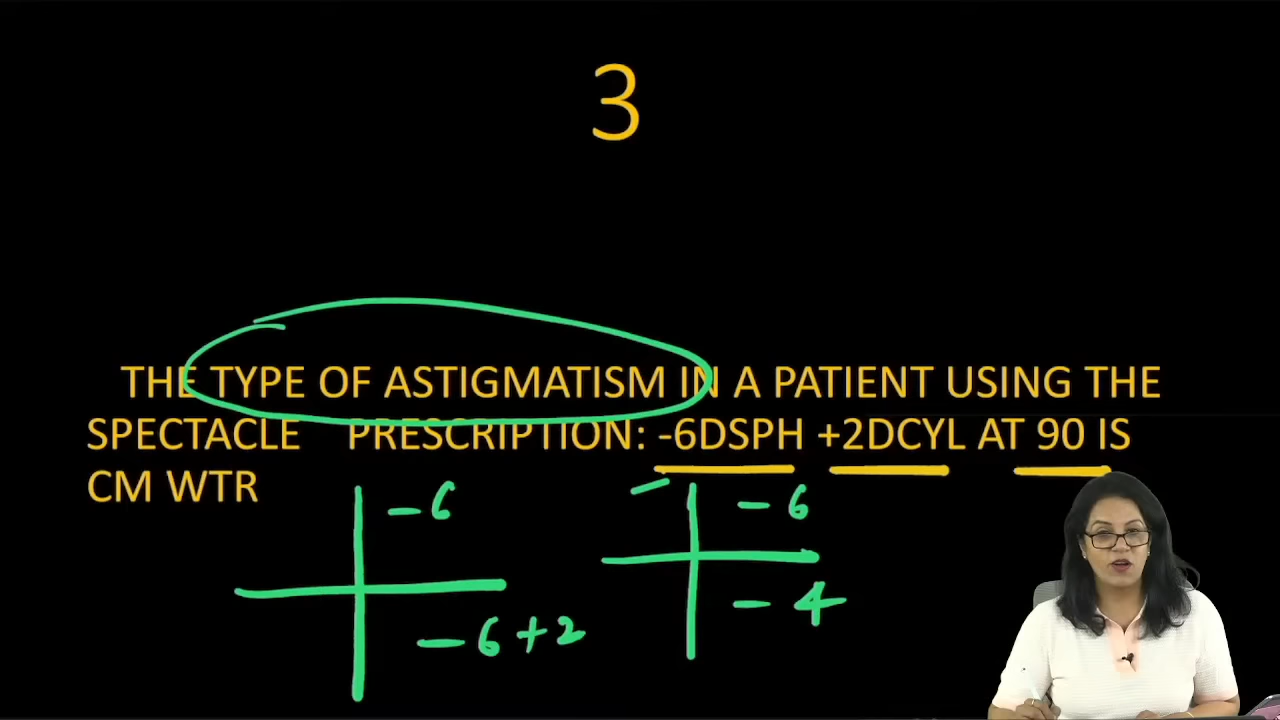 3
THE TYPE OF ASTIGMATISM IN A PATIENT USING THE
SPECTACLE PRESCRIPTION: -6DSPH +2DCYL AT 90 IS
CM WTR
-6
-6+2
-6
-4